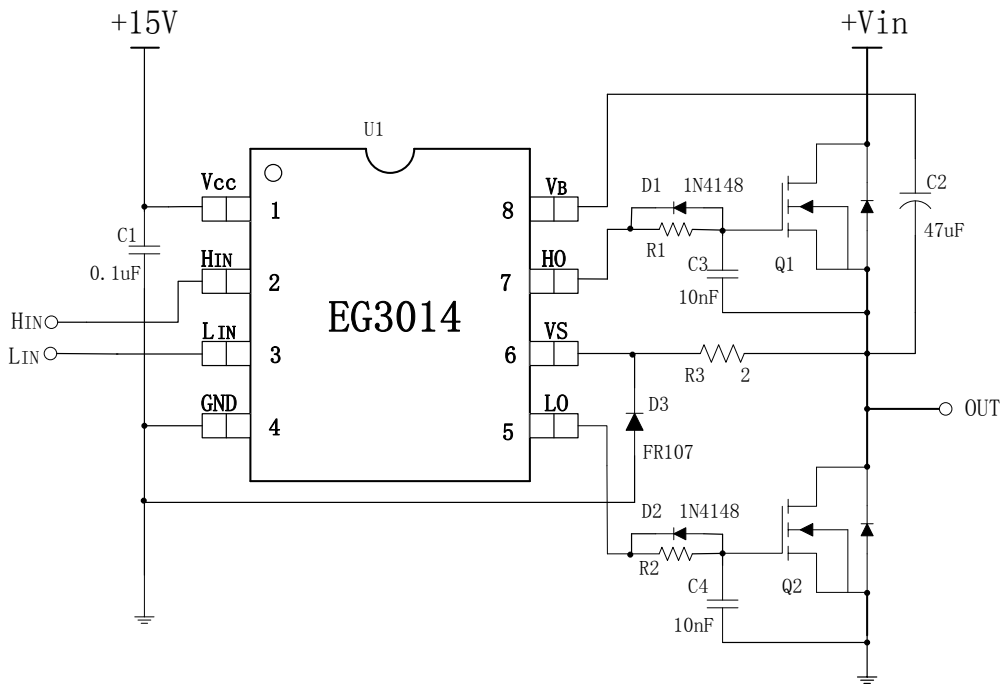 +15V
+Vin
U1
Vcc
1
VB
8
D1 1N4148
C2
C1
0.1uF
HIN
2
HO
7
R1
C3
Q1
47uF
10nF
EG3014
HIN
LIN
LIN
3
VS
6
R3 2
GND
4
LO
5
D3
OUT
FR107
D2 1N4148
R2
C4
Q2
10nF